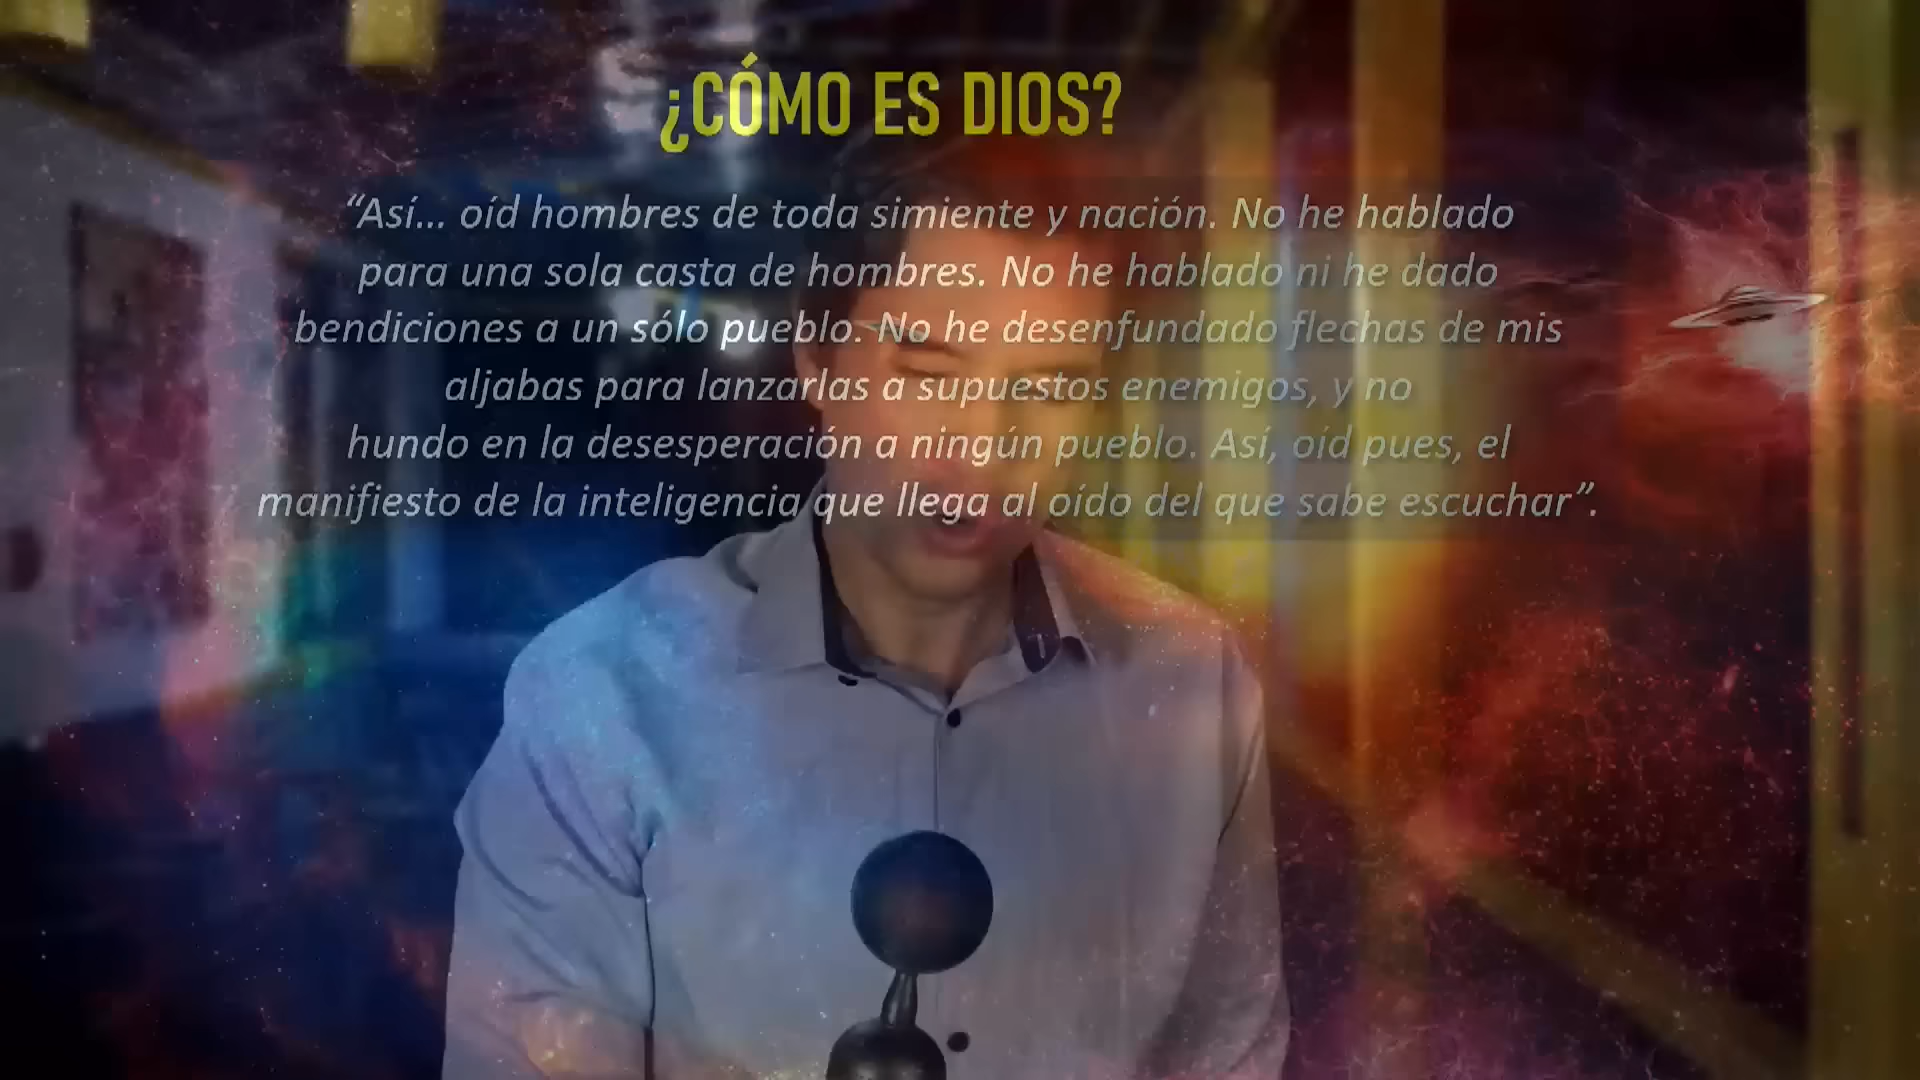 ¿CÓMO ES DIOS?
“Así... oíd hombres de toda simiente y nación. No he hablado
para una sola casta de hombres. No he hablado ni he dado
bendiciones a un sólo pueblo. No he desenfundado flechas de mis
aljabas para lanzarlas a supuestos enemigos, y no
hundo en la desesperación a ningún pueblo. Así, oíd pues, el
manifiesto de la inteligencia que llega al oído del que sabe escuchar”.